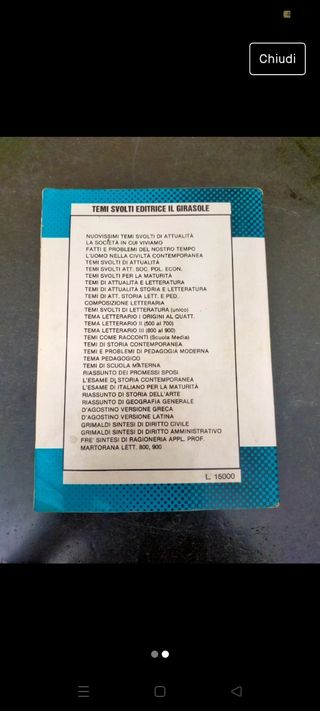 Chiudi
TEMI SVOLTI EDITRICE IL GIRASOLE
NUOVISSIMI TEMI SVOLTI DI ATTUALITÀ
LA SOCIETÀ IN CUI VIVIAMO
FATTI E PROBLEMI DEL NOSTRO TEMPO
L'UOMO NELLA CIVILTÀ CONTEMPORANEA
TEMI SVOLTI DI ATTUALITÀ
TEMI SVOLTI ATT. SOC. POL. ECON.
TEMI SVOLTI PER LA MATURITÀ
TEMI DI ATTUALITÀ E LETTERATURA
TEMI DI ATTUALITÀ STORIA E LETTERATURA
TEMI DI ATT. STORIA LETT. E PED.
COMPOSIZIONE LETTERARIA
TEMI SVOLTI DI LETTERATURA (unico)
TEMA LETTERARIO I ORIGINI AL QUATT.
TEMA LETTERARIO II (500 al 700)
TEMA LETTERARIO III (800 al 900)
TEMI COME RACCONTI (Scuola Media)
TEMI DI STORIA CONTEMPORANEA
TEMI E PROBLEMI DI PEDAGOGIA MODERNA
TEMA PEDAGOGICO
TEMI DI SCUOLA MATERNA
RIASSUNTO DEI PROMESSI SPOSI
L'ESAME DI STORIA CONTEMPORANEA
L'ESAME DI ITALIANO PER LA MATURITÀ
RIASSUNTO DI STORIA DELL'ARTE
RIASSUNTO DI GEOGRAFIA GENERALE
D'AGOSTINO VERSIONE GRECA
D'AGOSTINO VERSIONE LATINA
GRIMALDI SINTESI DI DIRITTO CIVILE
GRIMALDI SINTESI DI DIRITTO AMMINISTRATIVO
FRE' SINTESI DI RAGIONERIA APPL. PROF.
MARTORANA LETT. 800, 900
L. 15000